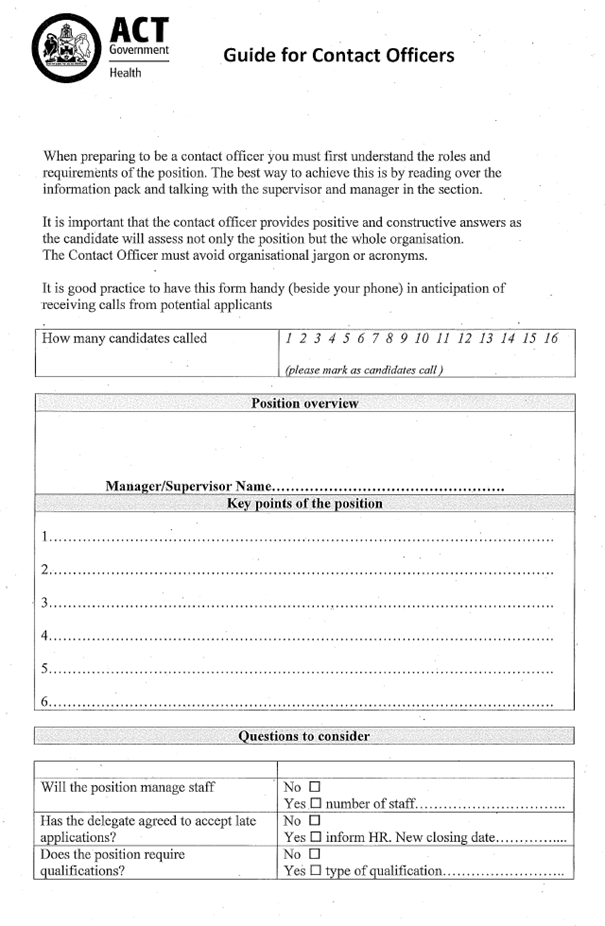 ACT
Government
Health
Guide for Contact Officers
When preparing to be a contact officer you must first understand the roles and
requirements of the position. The best way to achieve this is by reading over the
information pack and talking with the supervisor and manager in the section.
It is important that the contact officer provides positive and constructive answers as
the candidate will assess not only the position but the whole organisation.
The Contact Officer must avoid organisational jargon or acronyms.
It is good practice to have this form handy (beside your phone) in anticipation of
receiving calls from potential applicants
How many candidates called
1 2 3 4 5 6 7 8 9 10 11 12 13 14 15 16
(please mark as candidates call )
Position overview
Manager/Supervisor Name……………………………………………
Key points of the position
1……………………………………………………………………………………………
2……………………………………………………………………………………………
3……………………………………………………………………………………………
4……………………………………………………………………………………………
5……………………………………………………………………………………………
6……………………………………………………………………………………………
Questions to consider
Will the position manage staff
No ☐
Yes ☐ number of staff…………………………..
Has the delegate agreed to accept late
applications?
No ☐
Yes ☐ inform HR. New closing date…………....
Does the position require
qualifications?
No ☐
Yes ☐ type of qualification……………………..